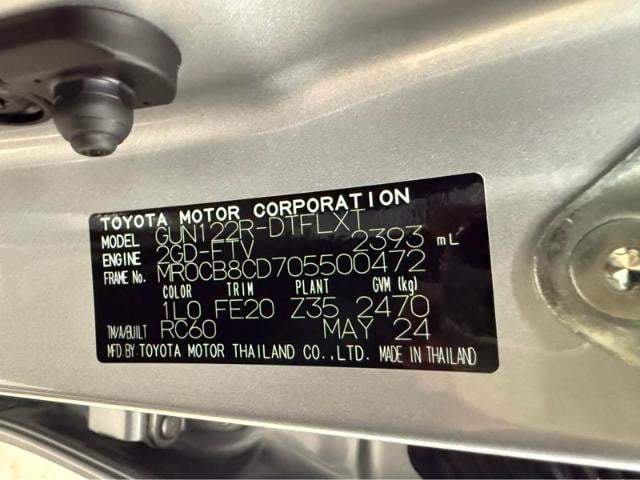 TOYOTA MOTOR CORPORATION
MODEL GUN122R-DTFLXT
ENGINE 2GD-FTV 2393 mL
FRAME No. MR0CB8CD705500472
COLOR TRIM PLANT GVM (kg)
1L0 FE20 Z35 2470
TM/A/BUILT RC60 MAY 24
MFD.BY:TOYOTA MOTOR THAILAND CO.,LTD. MADE IN THAILAND